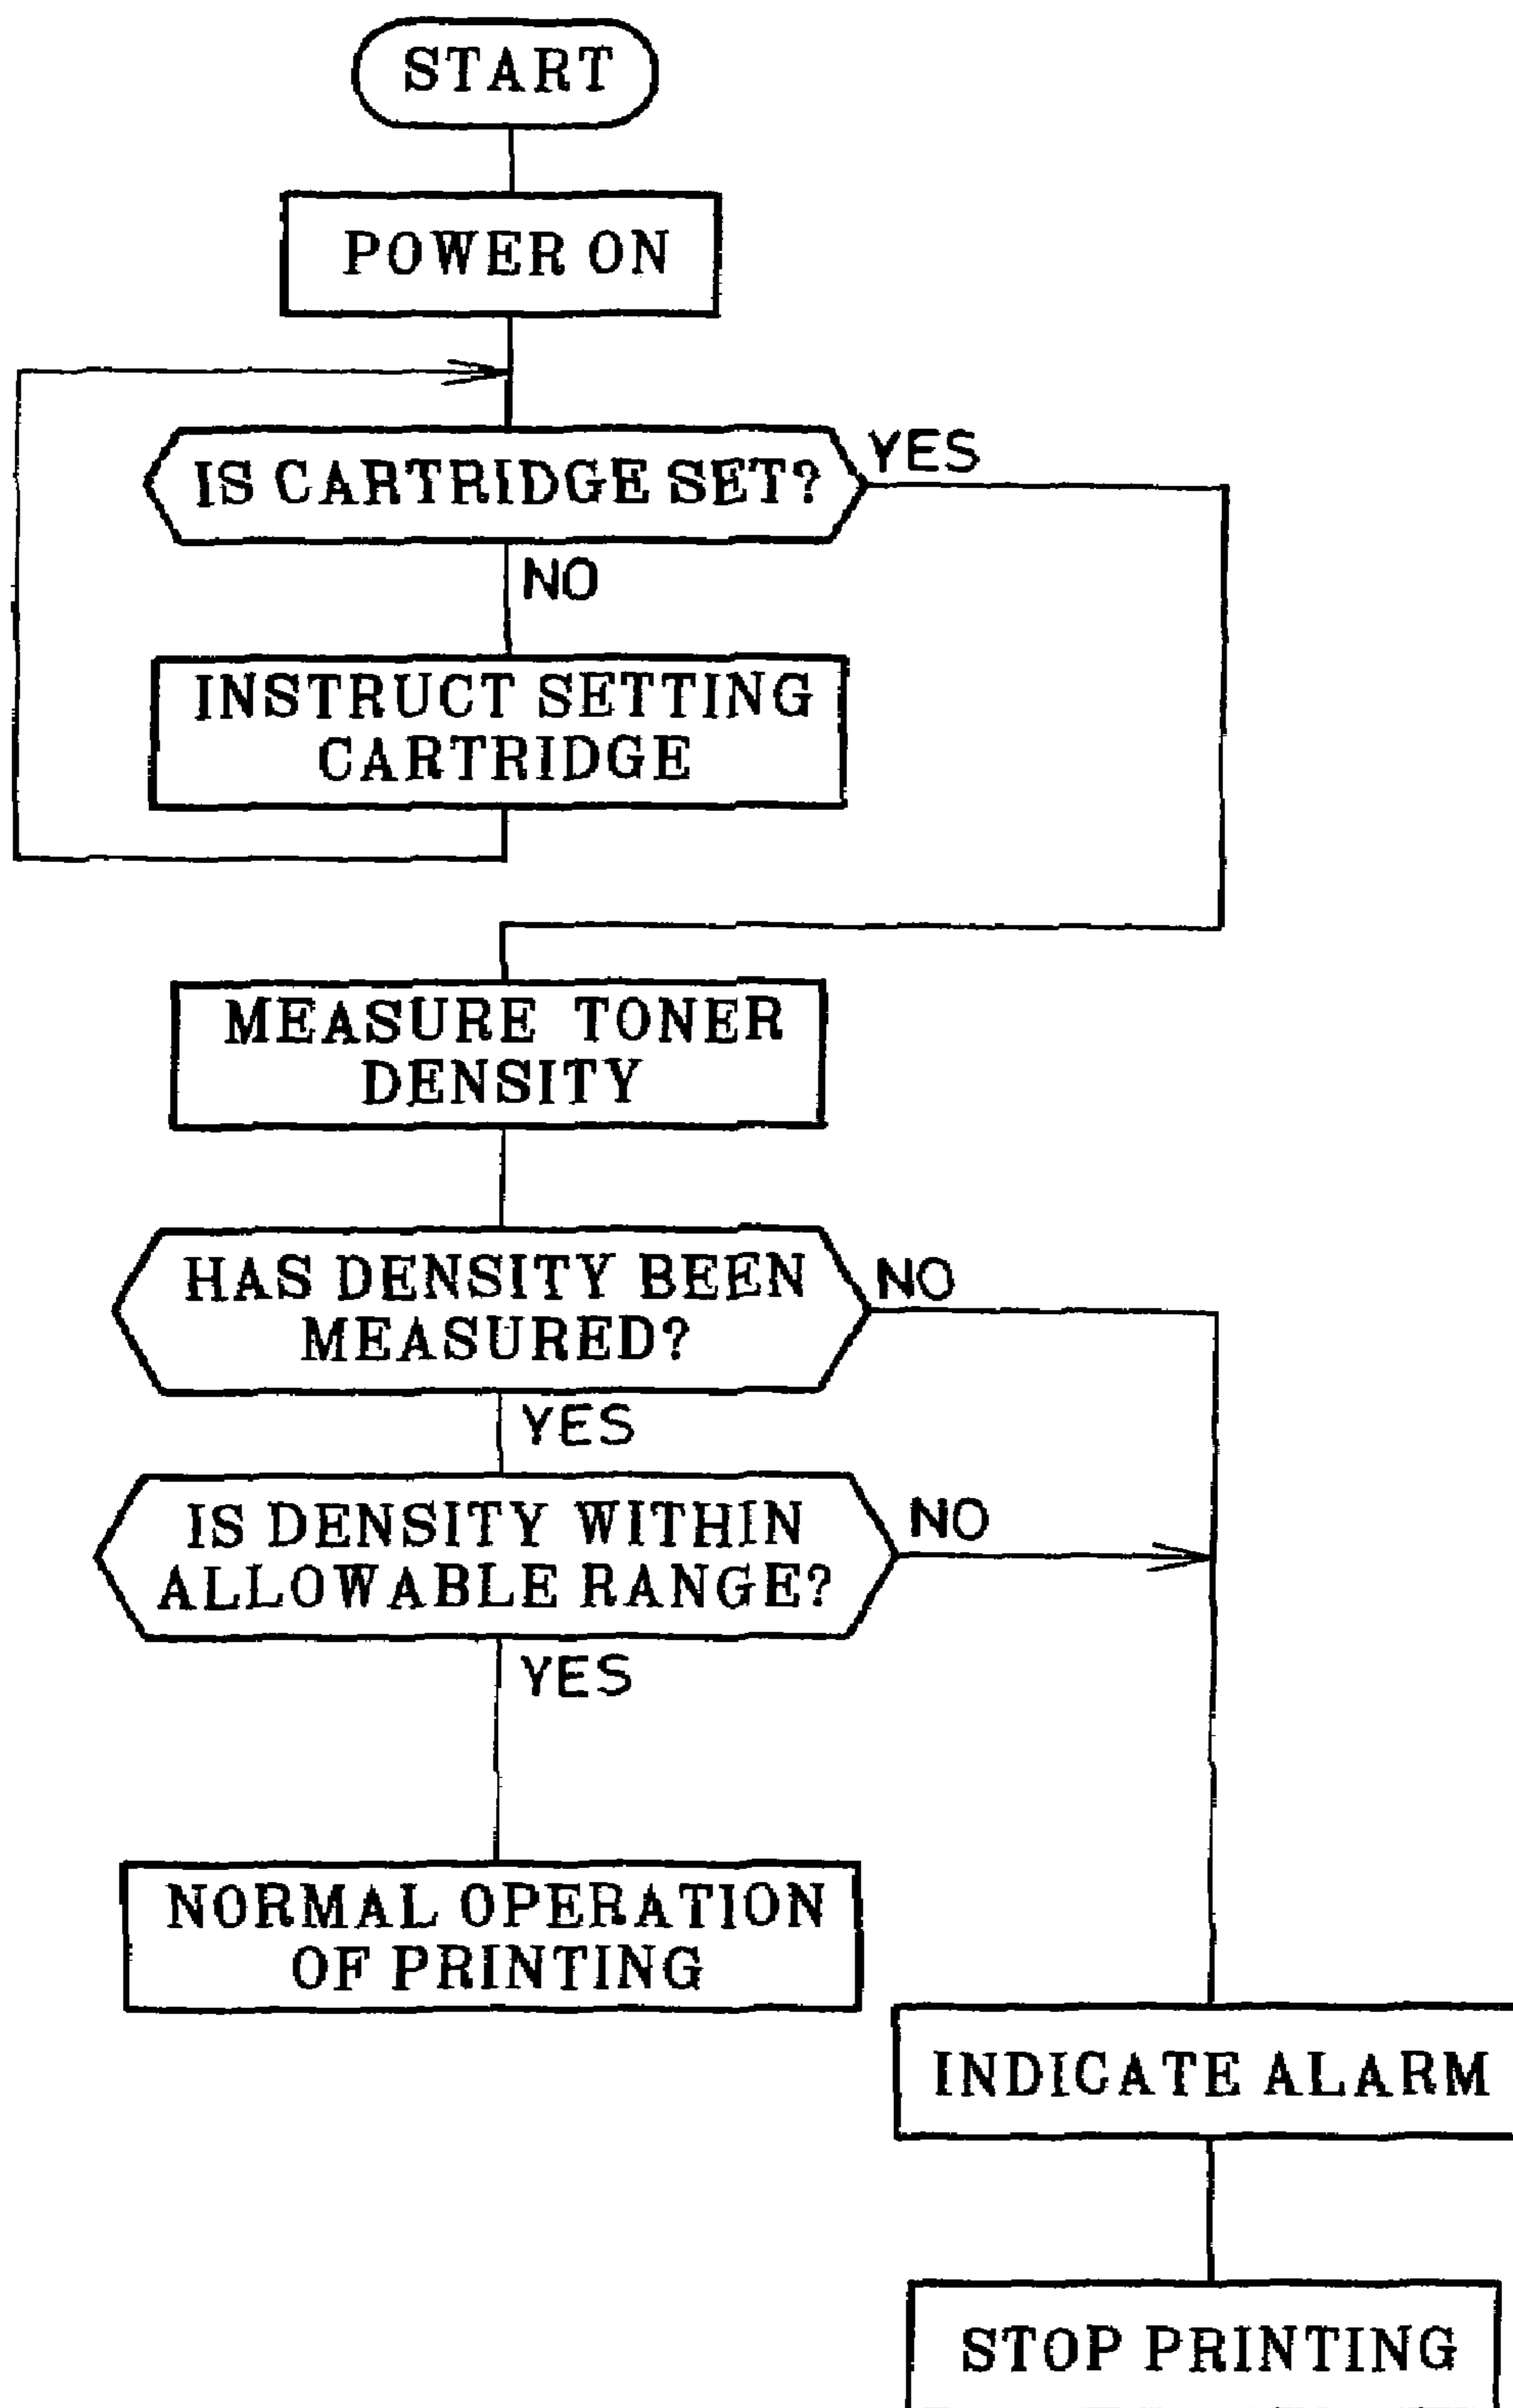 START
POWER ON
IS CARTRIDGE SET?
YES
NO
INSTRUCT SETTING
CARTRIDGE
MEASURE TONER
DENSITY
HAS DENSITY BEEN
MEASURED?
NO
YES
IS DENSITY WITHIN
ALLOWABLE RANGE?
NO
YES
NORMAL OPERATION
OF PRINTING
INDICATE ALARM
STOP PRINTING